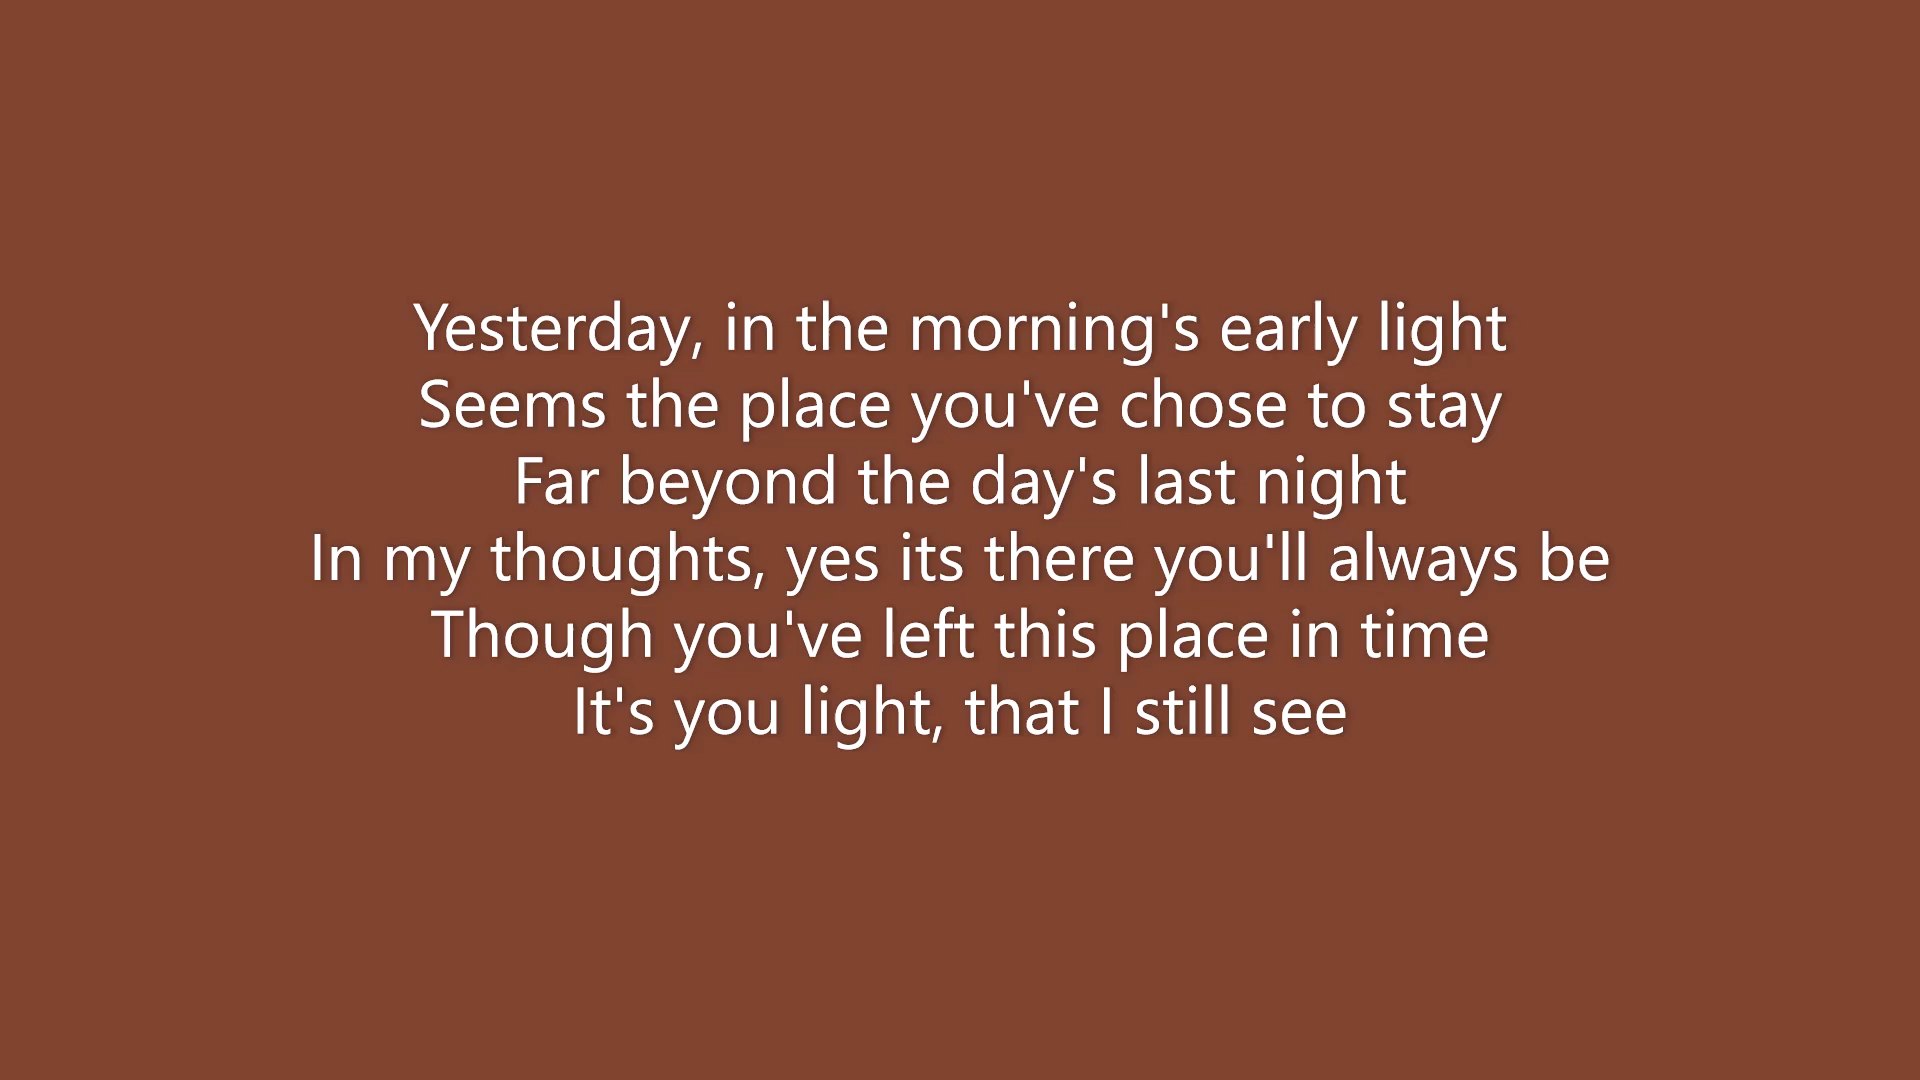 Yesterday, in the morning's early light
Seems the place you've chose to stay
Far beyond the day's last night
In my thoughts, yes its there you'll always be
Though you've left this place in time
It's you light, that I still see